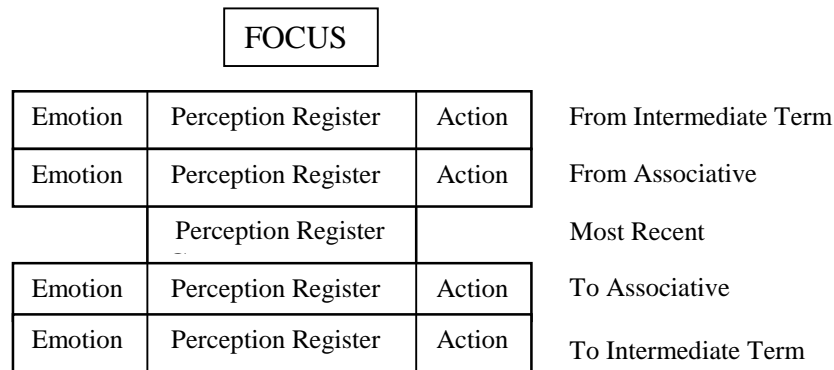 FOCUS
Emotion Perception Register Action From Intermediate Term
Emotion Perception Register Action From Associative
Perception Register Most Recent
Emotion Perception Register Action To Associative
Emotion Perception Register Action To Intermediate Term